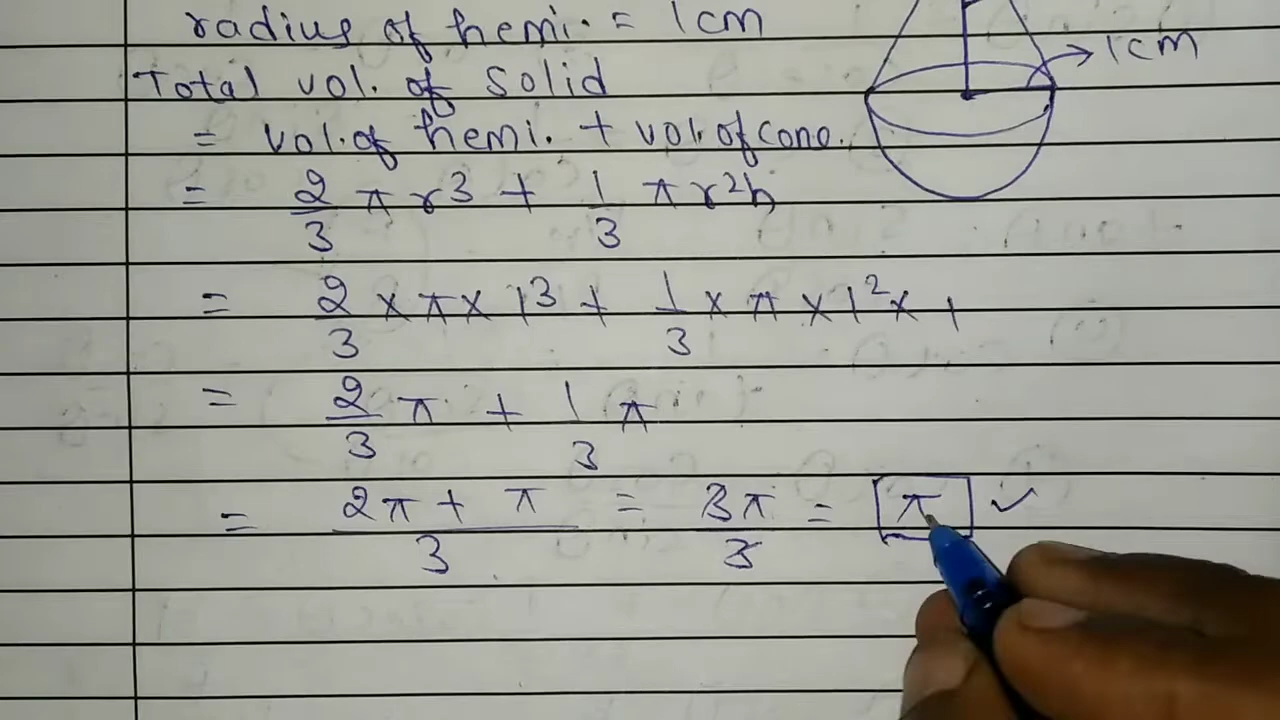 radius of hemi. = 1cm
1cm
Total vol. of solid
= vol. of hemi. + vol. of cone.
= 2/3 π r³ + 1/3 π r²h
= 2/3 × π × 1³ + 1/3 × π × 1² × 1
= 2/3 π + 1/3 π
= 2π + π / 3 = 3π / 3 = π ✓